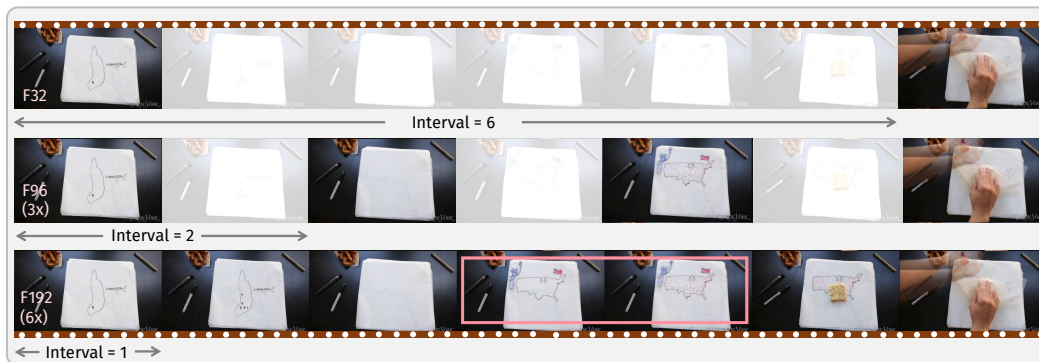 F32
Interval = 6
F96
(3x)
Interval = 2
F192
(6x)
Interval = 1